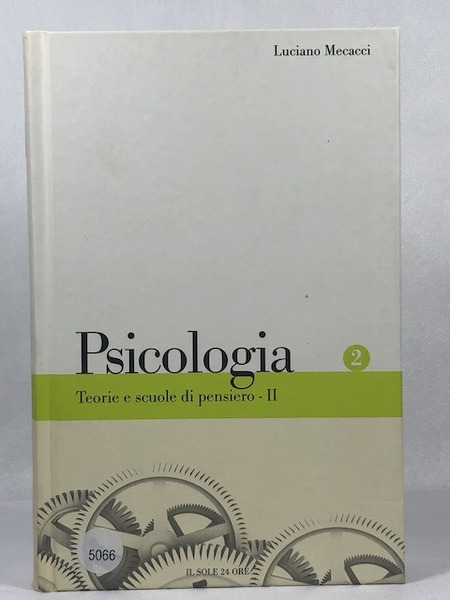 Luciano Mecacci
Psicologia
2
Teorie e scuole di pensiero - II
5066
IL SOLE 24 ORE